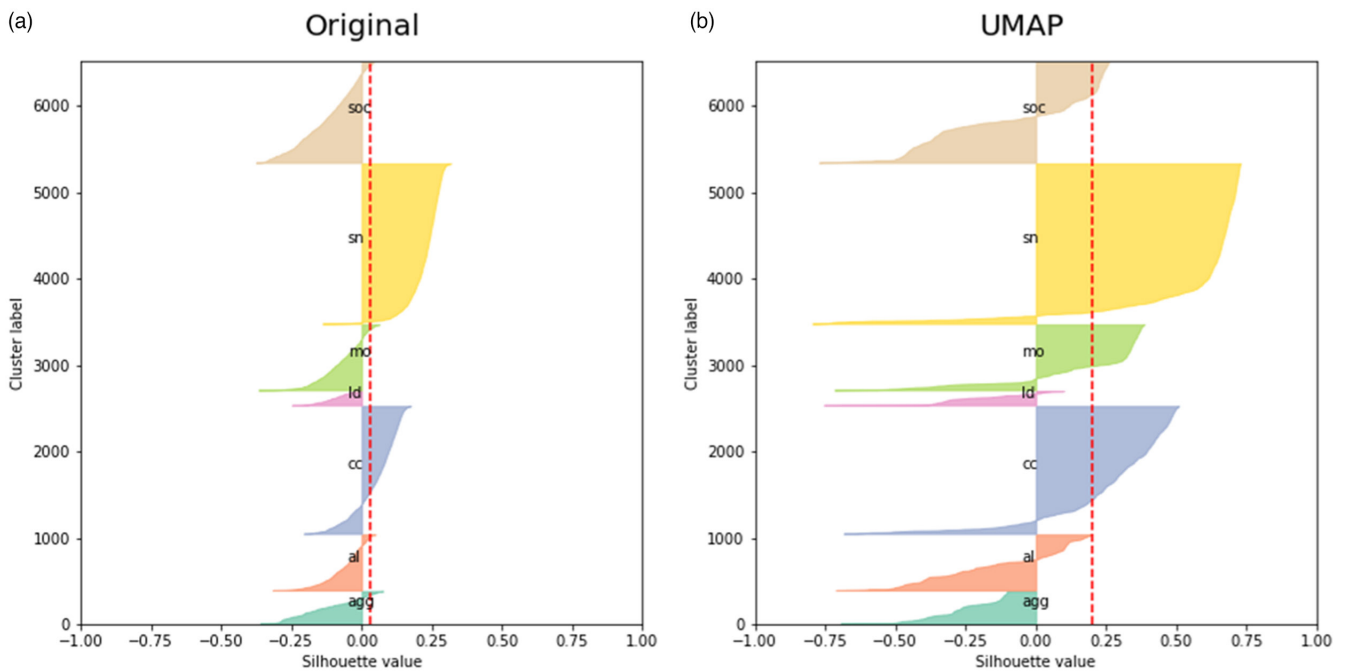 (a)
Original
Cluster label
6000
5000
4000
3000
2000
1000
0
soc
sn
mo
ld
cc
al
agg
−1.00 −0.75 −0.50 −0.25 0.00 0.25 0.50 0.75 1.00
Silhouette value
(b)
UMAP
Cluster label
6000
5000
4000
3000
2000
1000
0
soc
sn
mo
ld
cc
al
agg
−1.00 −0.75 −0.50 −0.25 0.00 0.25 0.50 0.75 1.00
Silhouette value